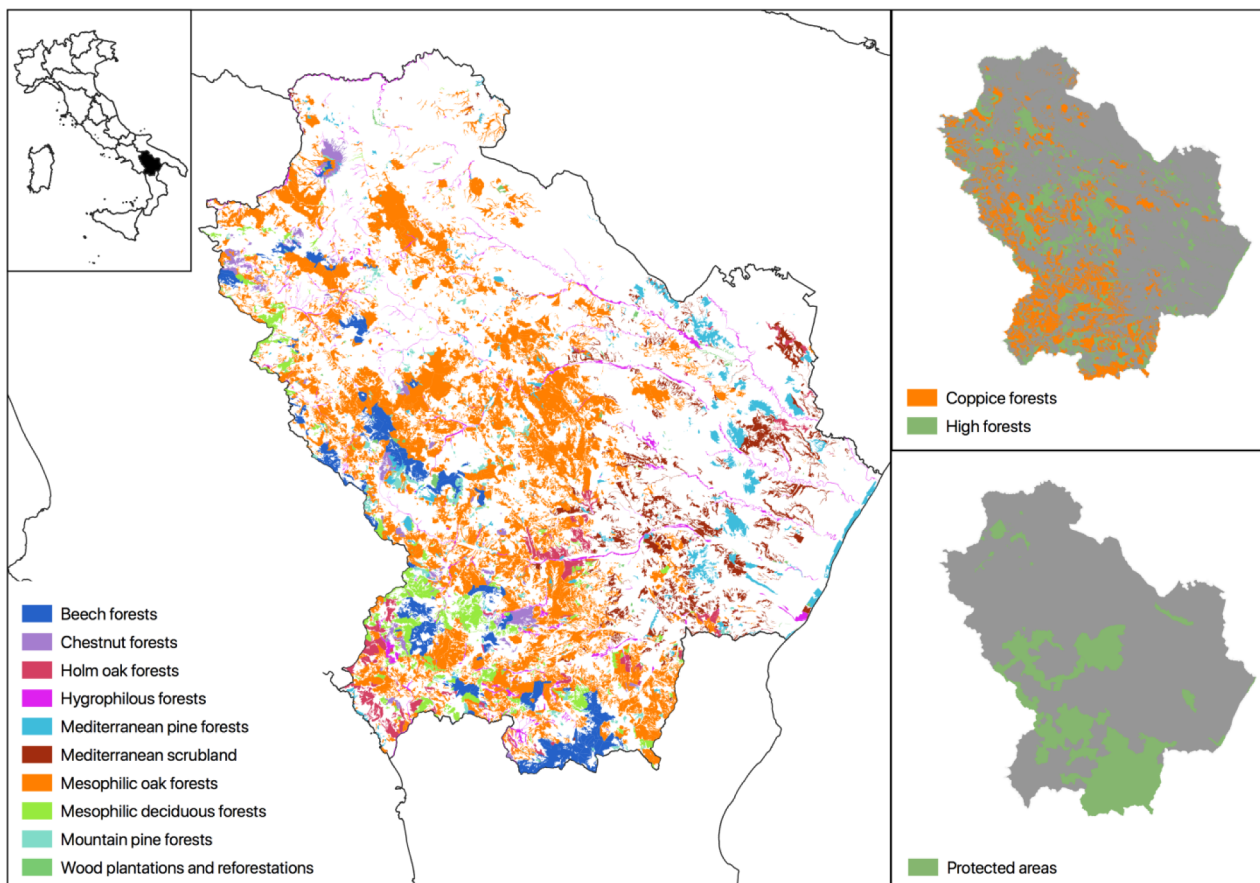 Beech forests
Chestnut forests
Holm oak forests
Hygrophilous forests
Mediterranean pine forests
Mediterranean scrubland
Mesophilic oak forests
Mesophilic deciduous forests
Mountain pine forests
Wood plantations and reforestations
Coppice forests
High forests
Protected areas